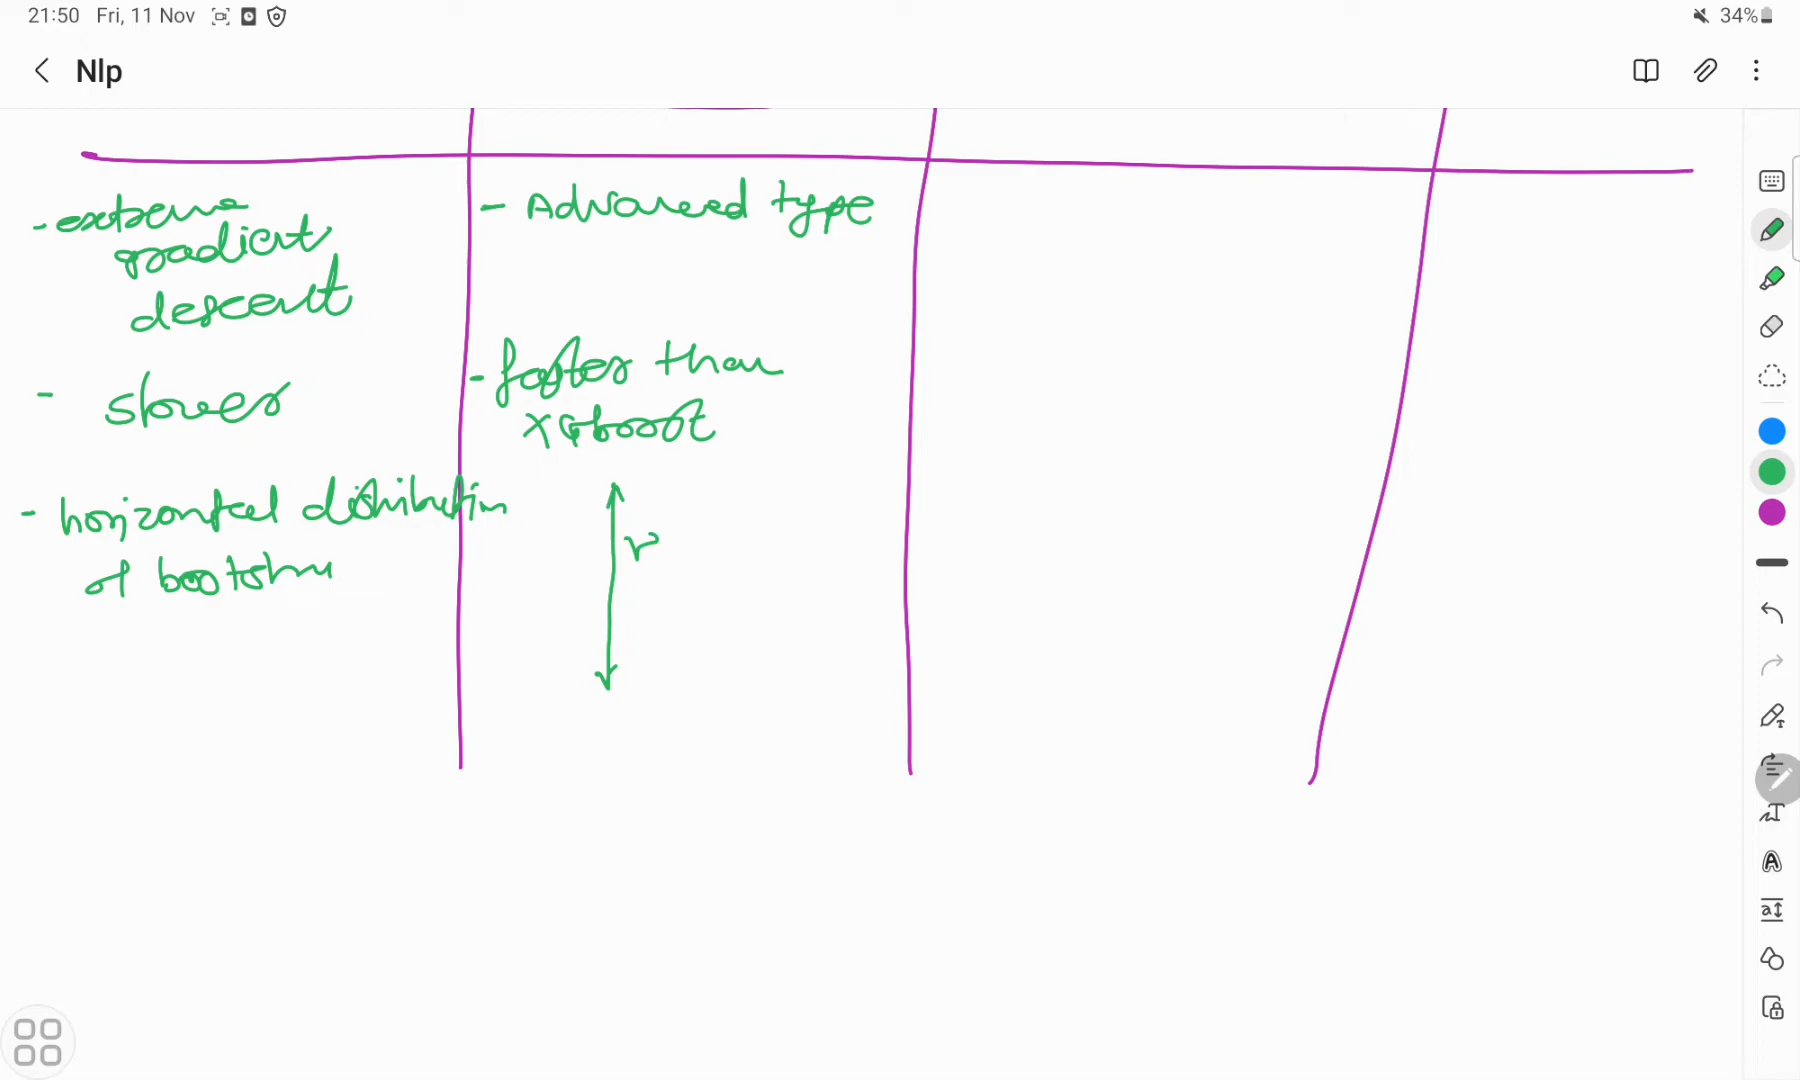 21:50 Fri, 11 Nov
34%
Nlp
- extreme
gradient
descent
- slower
- horizontal distribution
of
- Advanced type
- faster than
XGboost